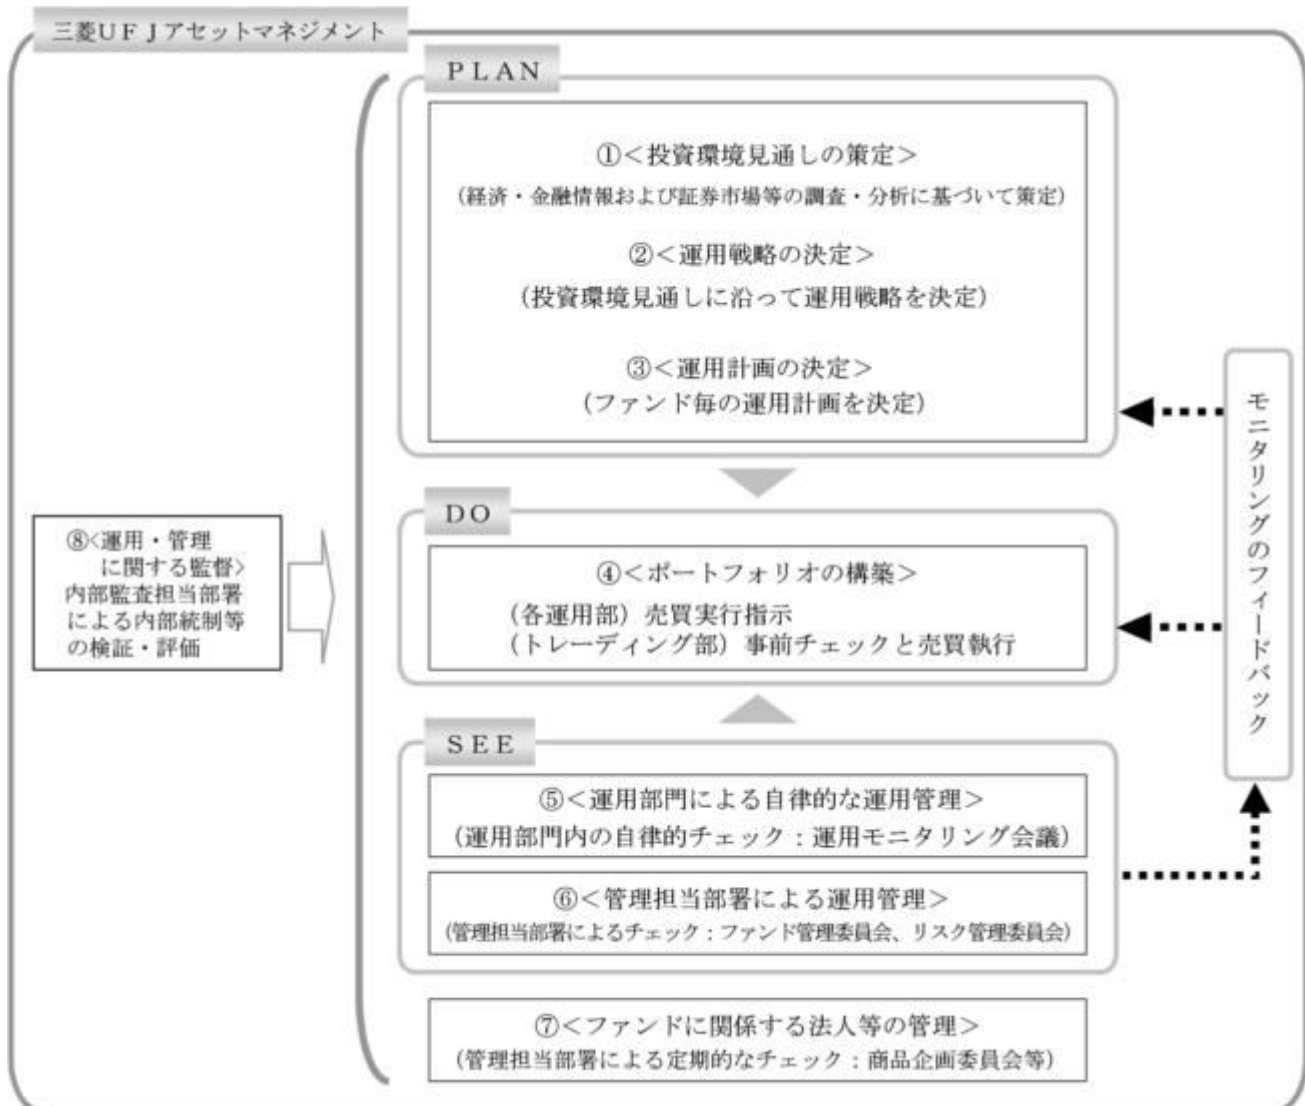 三菱UFJアセットマネジメント
PLAN
①<投資環境見通しの策定>
(経済・金融情報および証券市場等の調査・分析に基づいて策定)
②<運用戦略の決定>
(投資環境見通しに沿って運用戦略を決定)
③<運用計画の決定>
(ファンド毎の運用計画を決定)
DO
④<ポートフォリオの構築>
(各運用部)売買実行指示
(トレーディング部)事前チェックと売買執行
SEE
⑤<運用部門による自律的な運用管理>
(運用部門内の自律的チェック:運用モニタリング会議)
⑥<管理担当部署による運用管理>
(管理担当部署によるチェック:ファンド管理委員会、リスク管理委員会)
⑦<ファンドに関係する法人等の管理>
(管理担当部署による定期的なチェック:商品企画委員会等)
⑧<運用・管理
に関する監督>
内部監査担当部署
による内部統制等
の検証・評価
モニタリングのフィードバック